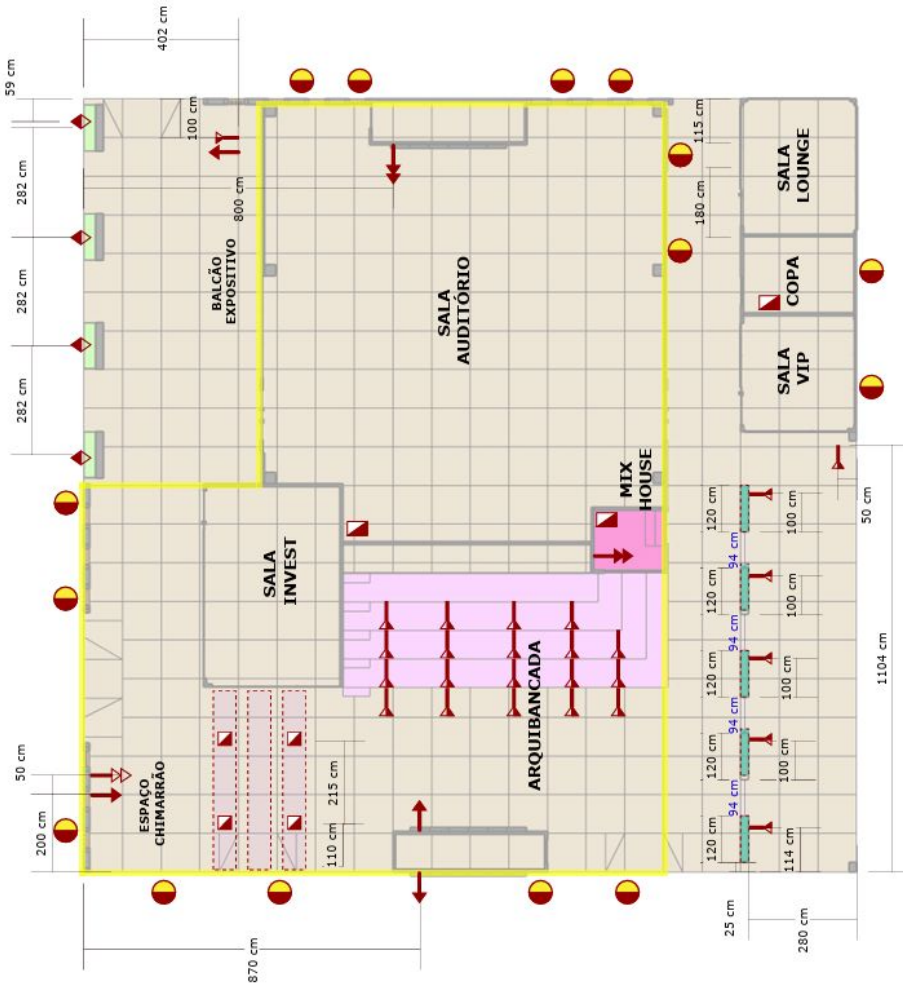 402 cm
59 cm
100 cm
282 cm
282 cm
282 cm
800 cm
115 cm
180 cm
BALCÃO
EXPOSITIVO
SALA
AUDITÓRIO
SALA
LOUNGE
COPA
SALA
VIP
MIX
HOUSE
SALA
INVEST
ARQUIBANCADA
ESPAÇO
CHIMARRÃO
50 cm
200 cm
215 cm
110 cm
870 cm
120 cm
94 cm
120 cm
94 cm
120 cm
94 cm
120 cm
94 cm
120 cm
100 cm
100 cm
100 cm
100 cm
114 cm
50 cm
1104 cm
25 cm
280 cm